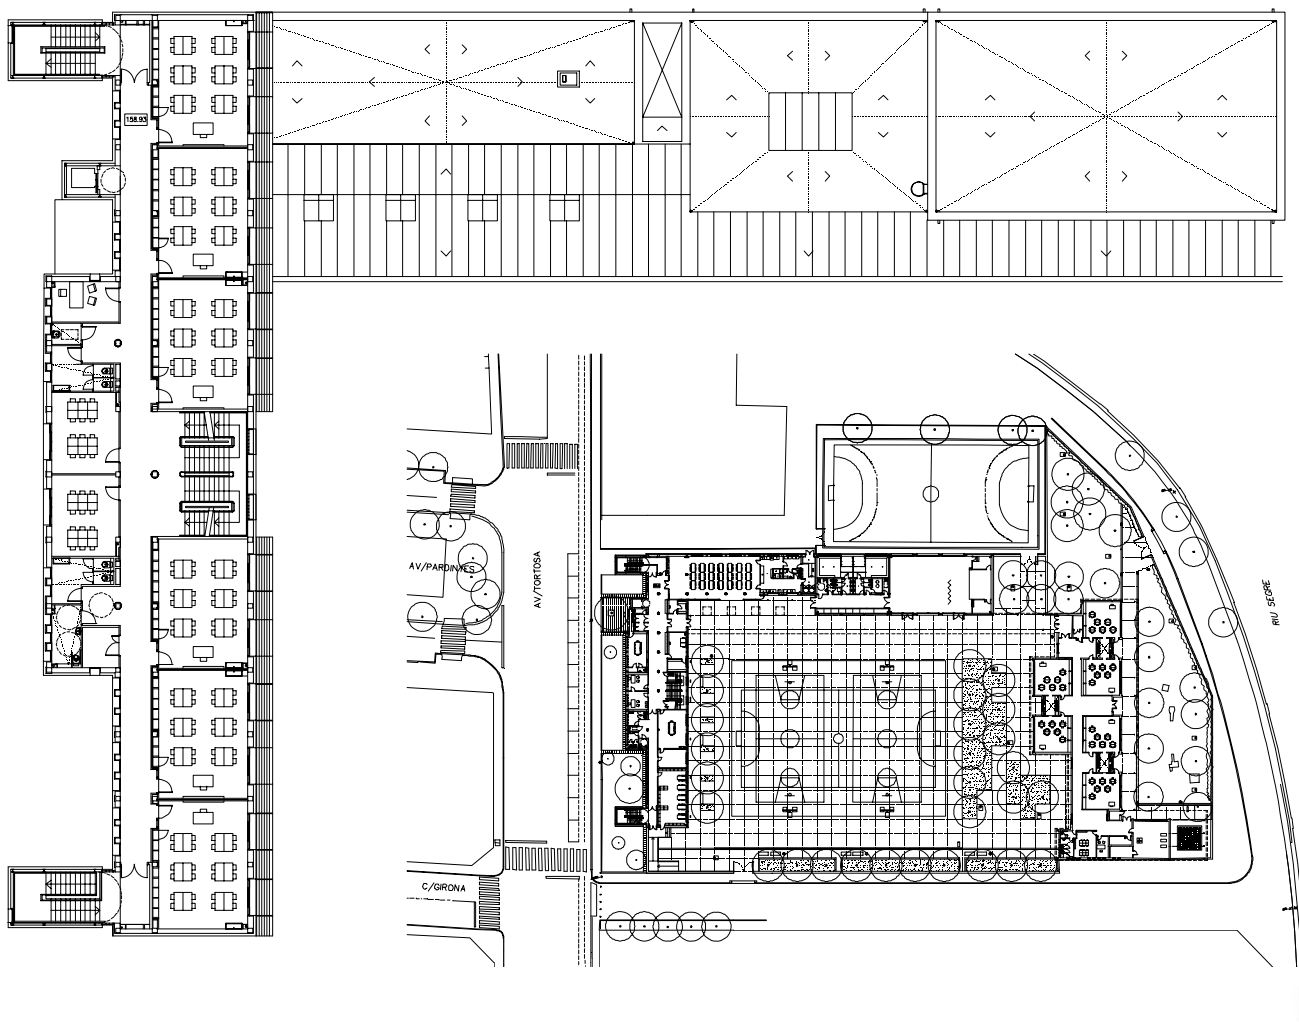 158.93
AV/TORTOSA
AV/PARDINYES
RIU SEGRE
C/GIRONA